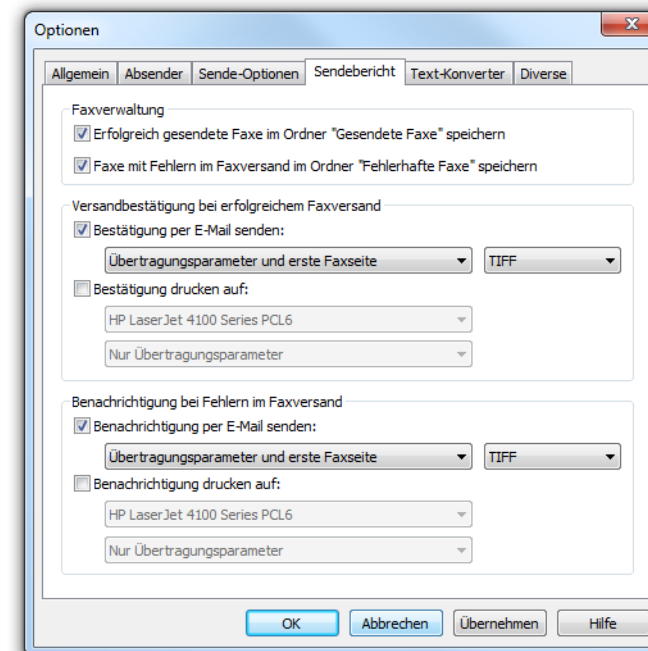 Optionen
Allgemein Absender Sende-Optionen Sendebericht Text-Konverter Diverse
Faxverwaltung
Erfolgreich gesendete Faxe im Ordner "Gesendete Faxe" speichern
Faxe mit Fehlern im Faxversand im Ordner "Fehlerhafte Faxe" speichern
Versandbestätigung bei erfolgreichem Faxversand
Bestätigung per E-Mail senden:
Übertragungsparameter und erste Faxseite TIFF
Bestätigung drucken auf:
HP LaserJet 4100 Series PCL6
Nur Übertragungsparameter
Benachrichtigung bei Fehlern im Faxversand
Benachrichtigung per E-Mail senden:
Übertragungsparameter und erste Faxseite TIFF
Benachrichtigung drucken auf:
HP LaserJet 4100 Series PCL6
Nur Übertragungsparameter
OK Abbrechen Übernehmen Hilfe